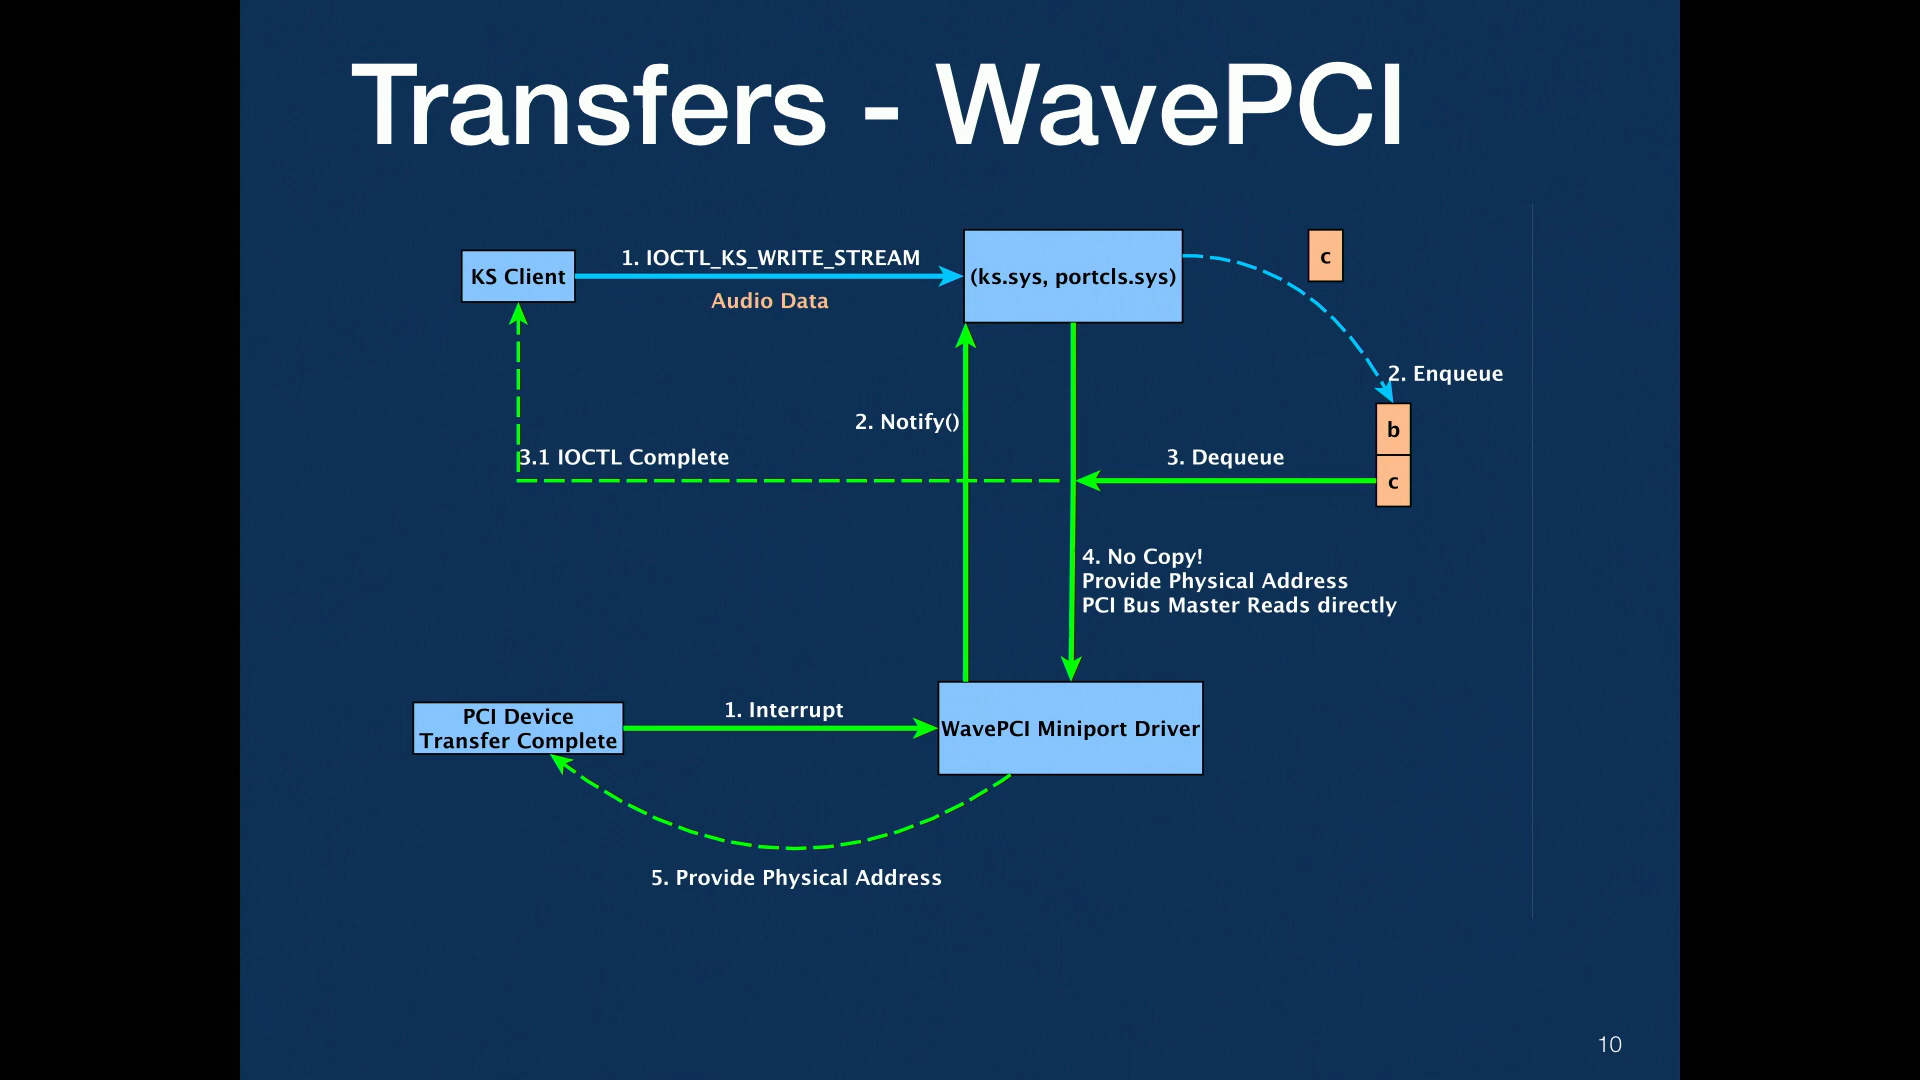 Transfers - WavePCI
KS Client
1. IOCTL_KS_WRITE_STREAM
Audio Data
(ks.sys, portcls.sys)
c
2. Enqueue
b
c
2. Notify()
3.1 IOCTL Complete
3. Dequeue
4. No Copy!
Provide Physical Address
PCI Bus Master Reads directly
PCI Device
Transfer Complete
1. Interrupt
WavePCI Miniport Driver
5. Provide Physical Address
10